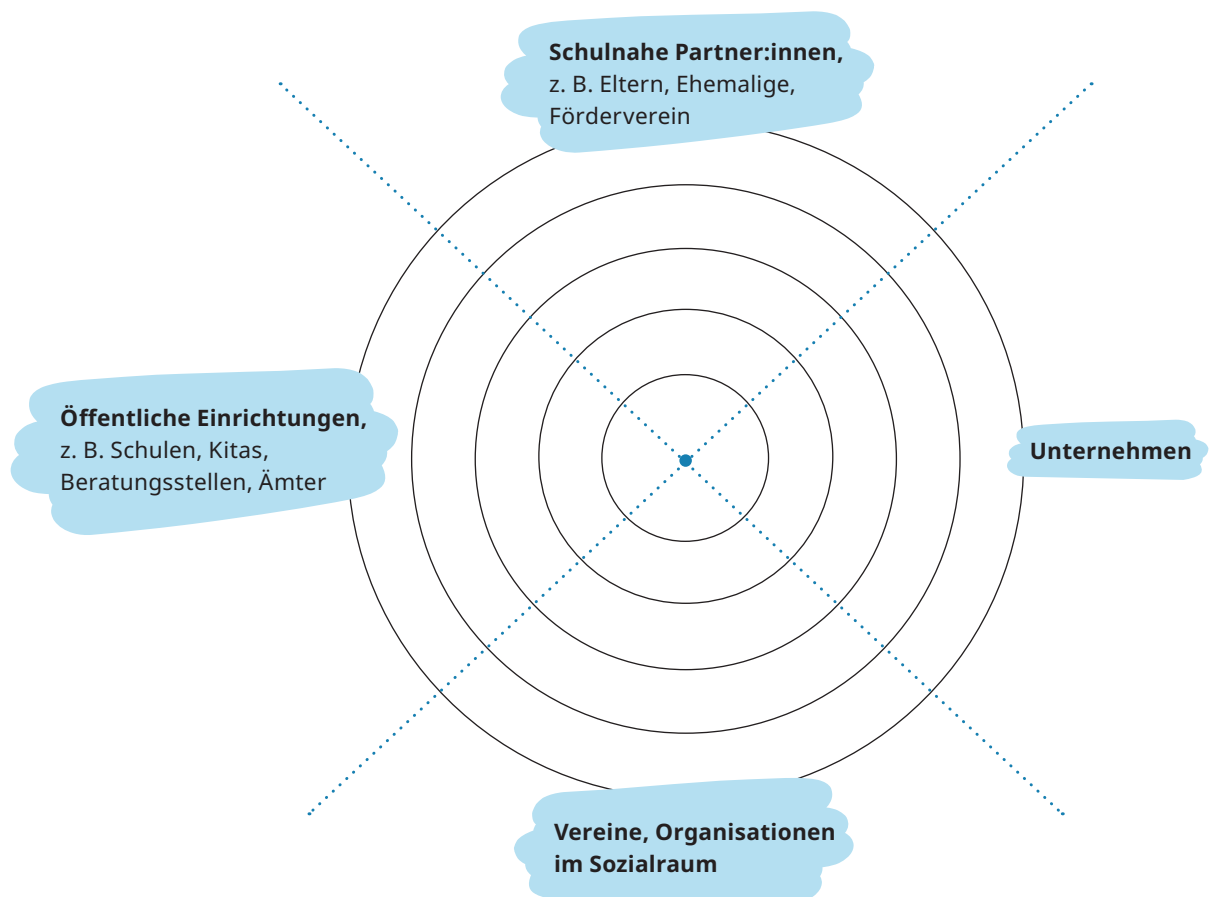 Schulnahe Partner:innen,
z. B. Eltern, Ehemalige,
Förderverein
Öffentliche Einrichtungen,
z. B. Schulen, Kitas,
Beratungsstellen, Ämter
Unternehmen
Vereine, Organisationen
im Sozialraum